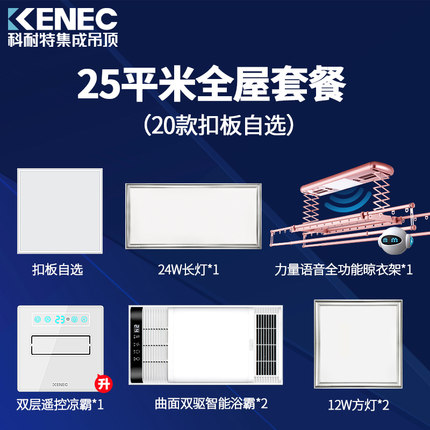 KENEC
科耐特集成吊顶
25平米全屋套餐
(20款扣板自选)
扣板自选
24W长灯*1
力量语音全功能晾衣架*1
23
KENEC
升
双层遥控凉霸*1
曲面双驱智能浴霸*2
12W方灯*2